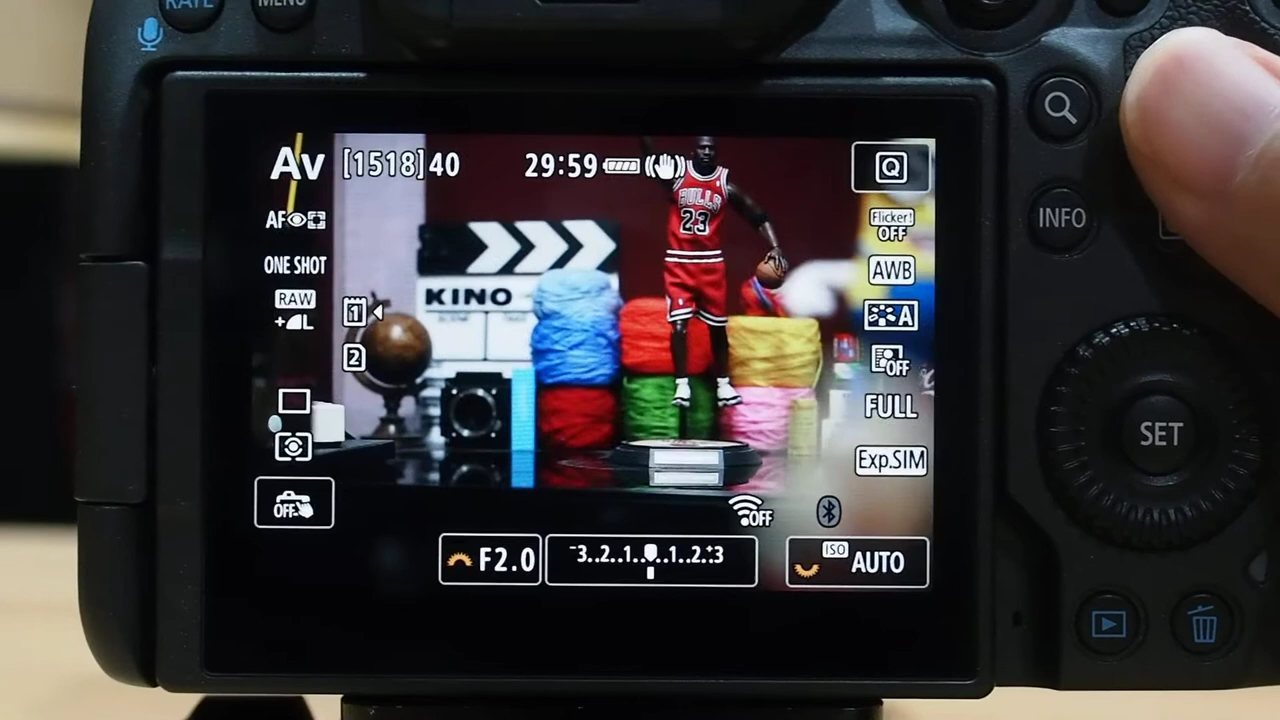 RATE
MENU
Av [1518] 40 29:59
Q
AF
Flicker!
OFF
INFO
BULLS
23
ONE SHOT
AWB
RAW
+ L
1
KINO
A
2
OFF
FULL
Exp.SIM
SET
OFF
OFF
F2.0
-3..2..1..0..1..2.:+3
ISO
AUTO